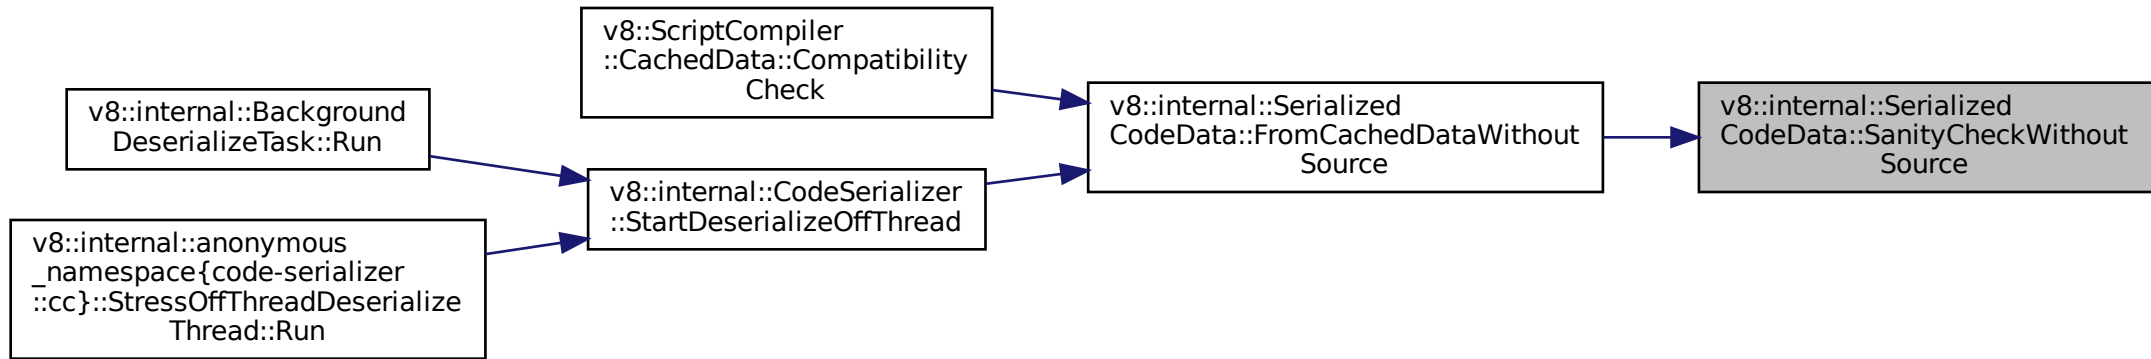 v8::internal::Background
DeserializeTask::Run
v8::internal::anonymous
_namespace{code-serializer
::cc}::StressOffThreadDeserialize
Thread::Run
v8::ScriptCompiler
::CachedData::Compatibility
Check
v8::internal::CodeSerializer
::StartDeserializeOffThread
v8::internal::Serialized
CodeData::FromCachedDataWithout
Source
v8::internal::Serialized
CodeData::SanityCheckWithout
Source